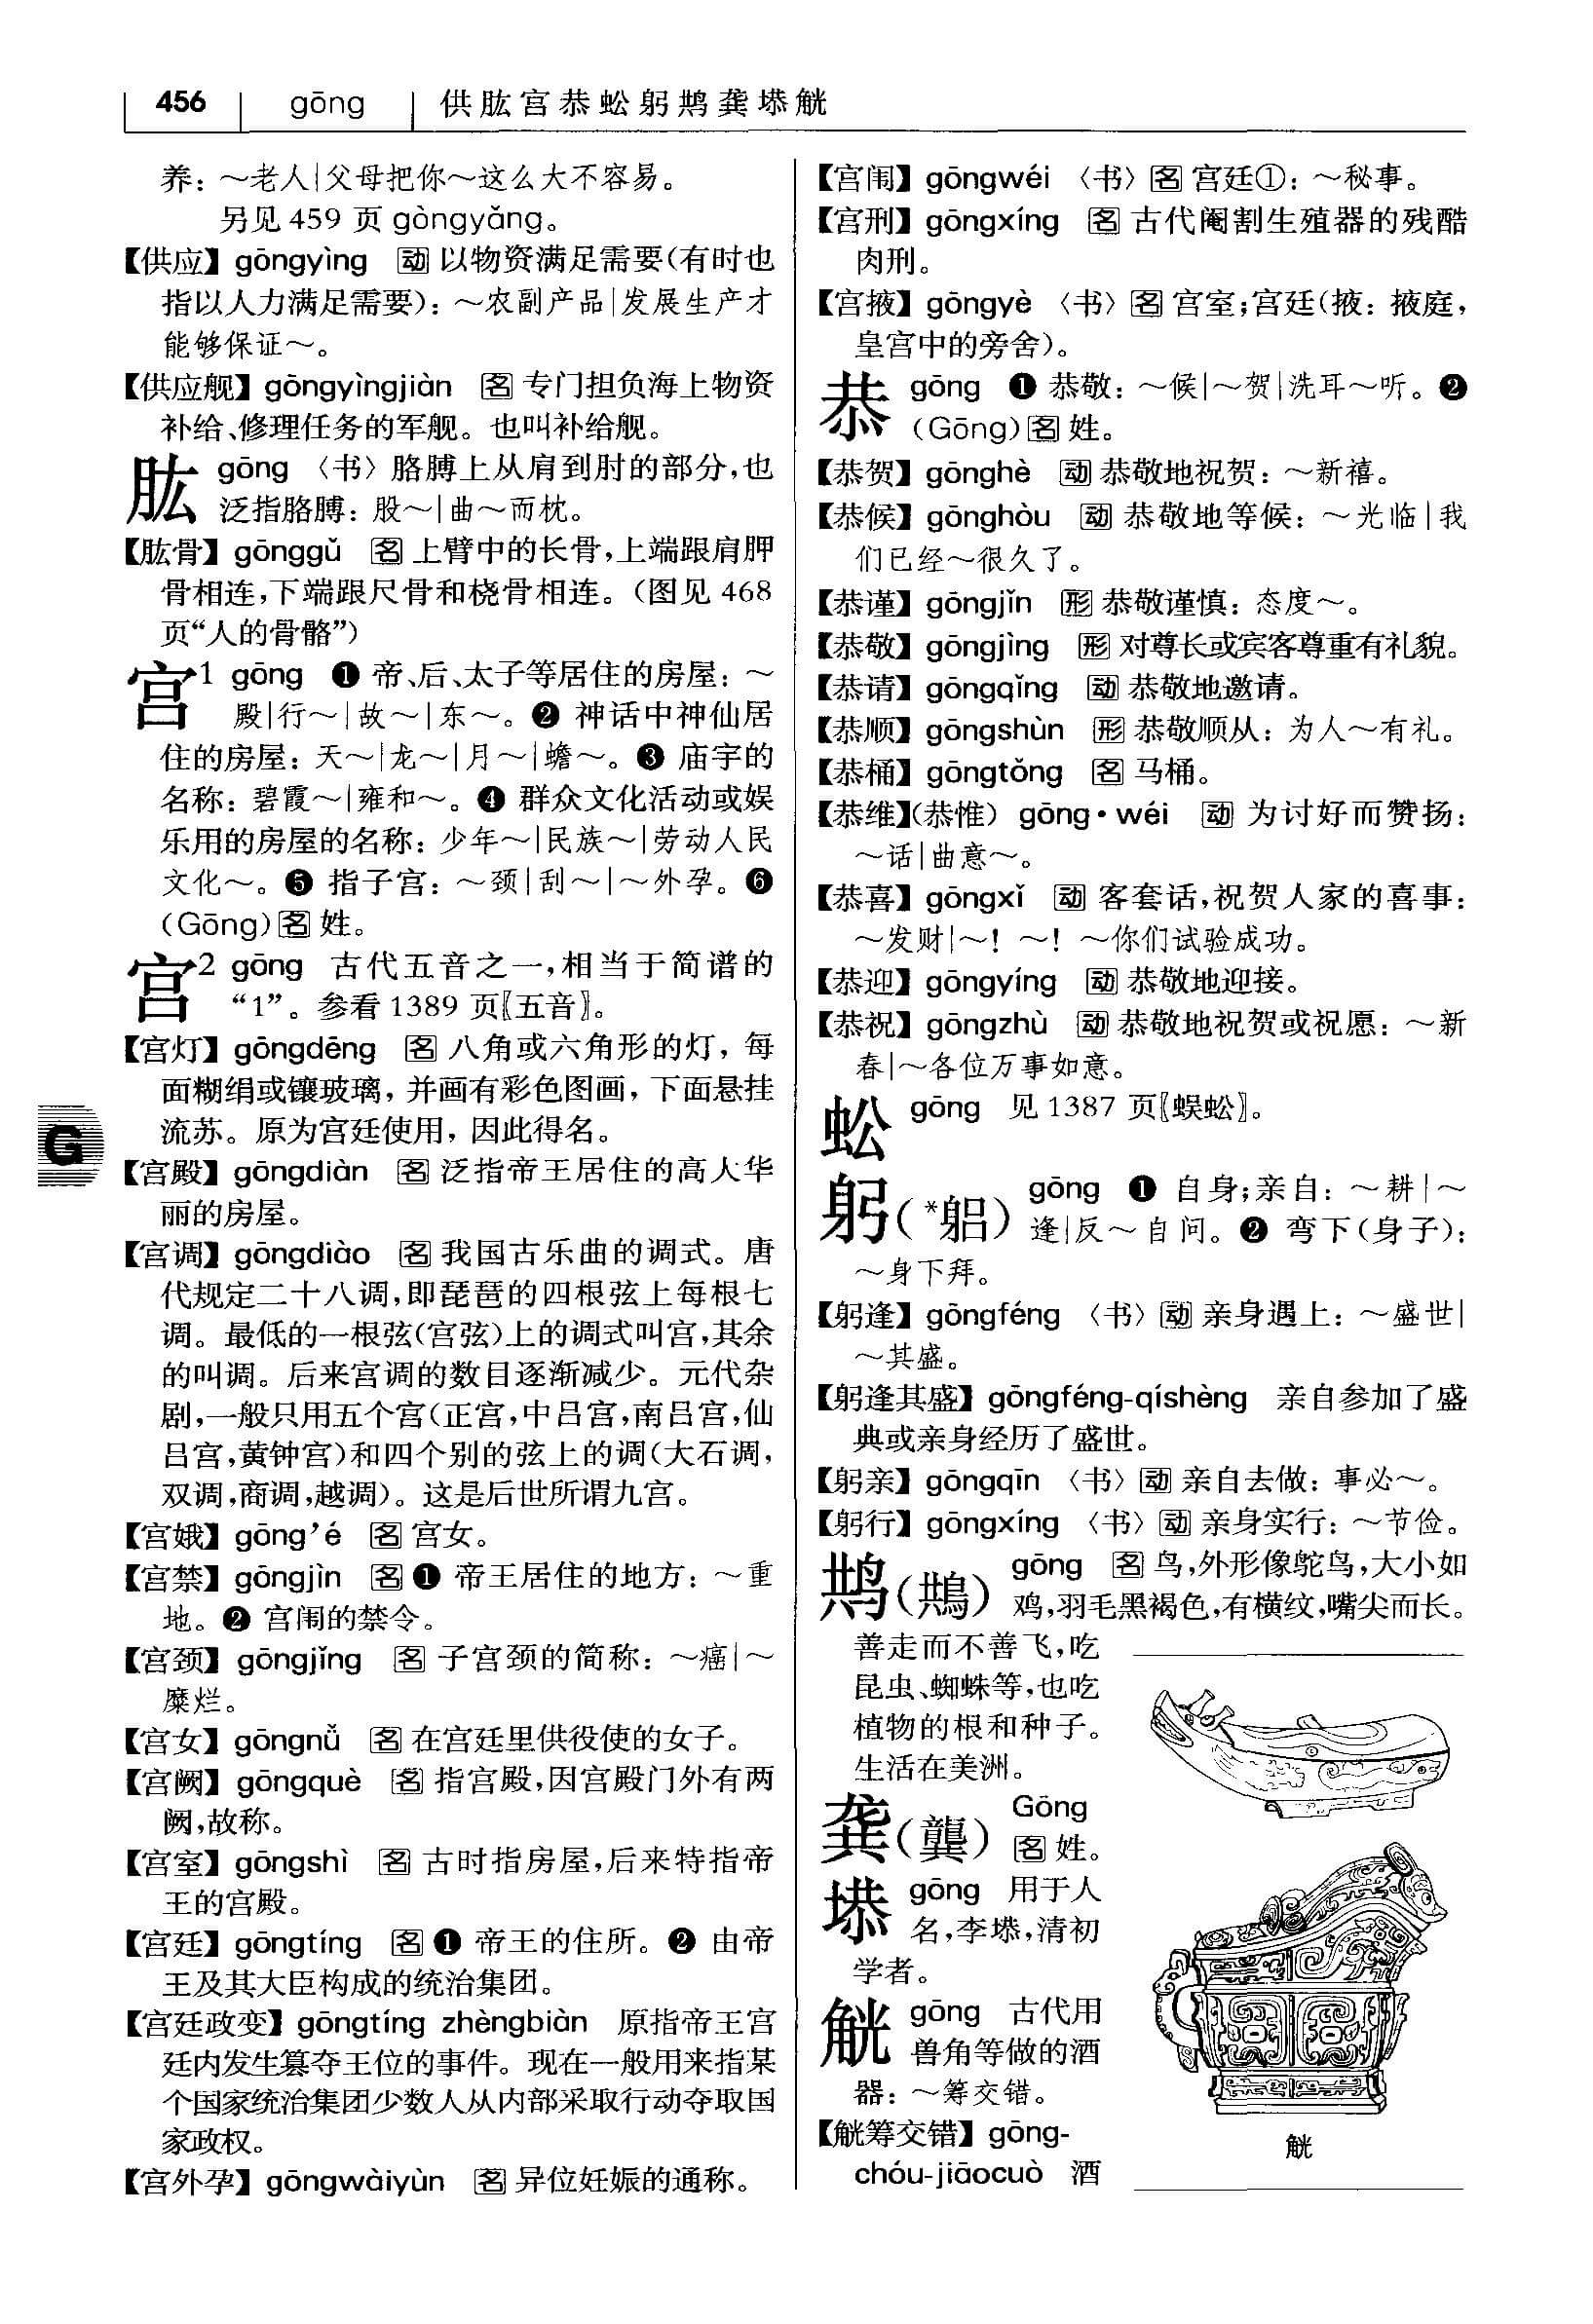 456 gōng 供肱宫恭蚣躬䴔龚塨觥
养：～老人|父母把你～这么大不容易。
另见 459 页 gòngyǎng。
【供应】 gōngyìng 动 以物资满足需要(有时也
指以人力满足需要)：～农副产品|发展生产才
能够保证～。
【供应舰】 gōngyìngjiàn 名 专门担负海上物资
补给、修理任务的军舰。也叫补给舰。
肱 gōng 〈书〉胳膊上从肩到肘的部分，也
泛指胳膊：股～|曲～而枕。
【肱骨】 gōnggǔ 名 上臂中的长骨，上端跟肩胛
骨相连，下端跟尺骨和桡骨相连。(图见 468
页“人的骨骼”)
宫1 gōng ❶ 帝、后、太子等居住的房屋：～
殿|行～|故～|东～。❷ 神话中神仙居
住的房屋：天～|龙～|月～|蟾～。❸ 庙宇的
名称：碧霞～|雍和～。❹ 群众文化活动或娱
乐用的房屋的名称：少年～|民族～|劳动人民
文化～。❺ 指子宫：～颈|刮～|～外孕。❻
(Gōng)名 姓。
宫2 gōng 古代五音之一，相当于简谱的
“1”。参看 1389 页〖五音〗。
【宫灯】 gōngdēng 名 八角或六角形的灯，每
面糊绢或镶玻璃，并画有彩色图画，下面悬挂
流苏。原为宫廷使用，因此得名。
【宫殿】 gōngdiàn 名 泛指帝王居住的高大华
丽的房屋。
【宫调】 gōngdiào 名 我国古乐曲的调式。唐
代规定二十八调，即琵琶的四根弦上每根七
调。最低的一根弦(宫弦)上的调式叫宫，其余
的叫调。后来宫调的数目逐渐减少。元代杂
剧，一般只用五个宫(正宫，中吕宫，南吕宫，仙
吕宫，黄钟宫)和四个别的弦上的调(大石调，
双调，商调，越调)。这是后世所谓九宫。
【宫娥】 gōng’é 名 宫女。
【宫禁】 gōngjìn 名 ❶ 帝王居住的地方：～重
地。❷ 宫闱的禁令。
【宫颈】 gōngjǐng 名 子宫颈的简称：～癌|～
糜烂。
【宫女】 gōngnǚ 名 在宫廷里供役使的女子。
【宫阙】 gōngquè 名 指宫殿，因宫殿门外有两
阙，故称。
【宫室】 gōngshì 名 古时指房屋，后来特指帝
王的宫殿。
【宫廷】 gōngtíng 名 ❶ 帝王的住所。❷ 由帝
王及其大臣构成的统治集团。
【宫廷政变】 gōngtíng zhèngbiàn 原指帝王宫
廷内发生篡夺王位的事件。现在一般用来指某
个国家统治集团少数人从内部采取行动夺取国
家政权。
【宫外孕】 gōngwàiyùn 名 异位妊娠的通称。
【宫闱】 gōngwéi 〈书〉名 宫廷①：～秘事。
【宫刑】 gōngxíng 名 古代阉割生殖器的残酷
肉刑。
【宫掖】 gōngyè 〈书〉名 宫室；宫廷(掖：掖庭，
皇宫中的旁舍)。
恭 gōng ❶ 恭敬：～候|～贺|洗耳～听。❷
(Gōng)名 姓。
【恭贺】 gōnghè 动 恭敬地祝贺：～新禧。
【恭候】 gōnghòu 动 恭敬地等候：～光临|我
们已经～很久了。
【恭谨】 gōngjǐn 形 恭敬谨慎：态度～。
【恭敬】 gōngjìng 形 对尊长或宾客尊重有礼貌。
【恭请】 gōngqǐng 动 恭敬地邀请。
【恭顺】 gōngshùn 形 恭敬顺从：为人～有礼。
【恭桶】 gōngtǒng 名 马桶。
【恭维】(恭惟) gōng·wéi 动 为讨好而赞扬：
～话|曲意～。
【恭喜】 gōngxǐ 动 客套话，祝贺人家的喜事：
～发财|～！～！～你们试验成功。
【恭迎】 gōngyíng 动 恭敬地迎接。
【恭祝】 gōngzhù 动 恭敬地祝贺或祝愿：～新
春|～各位万事如意。
蚣 gōng 见 1387 页〖蜈蚣〗。
躬(*躳) gōng ❶ 自身；亲自：～耕|～
逢|反～自问。❷ 弯下(身子)：
～身下拜。
【躬逢】 gōngféng 〈书〉动 亲身遇上：～盛世|
～其盛。
【躬逢其盛】 gōngféng-qíshèng 亲自参加了盛
典或亲身经历了盛世。
【躬亲】 gōngqīn 〈书〉动 亲自去做：事必～。
【躬行】 gōngxíng 〈书〉动 亲身实行：～节俭。
gōng 名 鸟，外形像鸵鸟，大小如
鸡，羽毛黑褐色，有横纹，嘴尖而长。
善走而不善飞，吃
昆虫、蜘蛛等，也吃
植物的根和种子。
生活在美洲。
龚(龔) Gōng
名 姓。
塨 gōng 用于人
名，李塨，清初
学者。
觥 gōng 古代用
兽角等做的酒
器：～筹交错。
【觥筹交错】 gōng-
chóu-jiāocuò 酒
觥
G